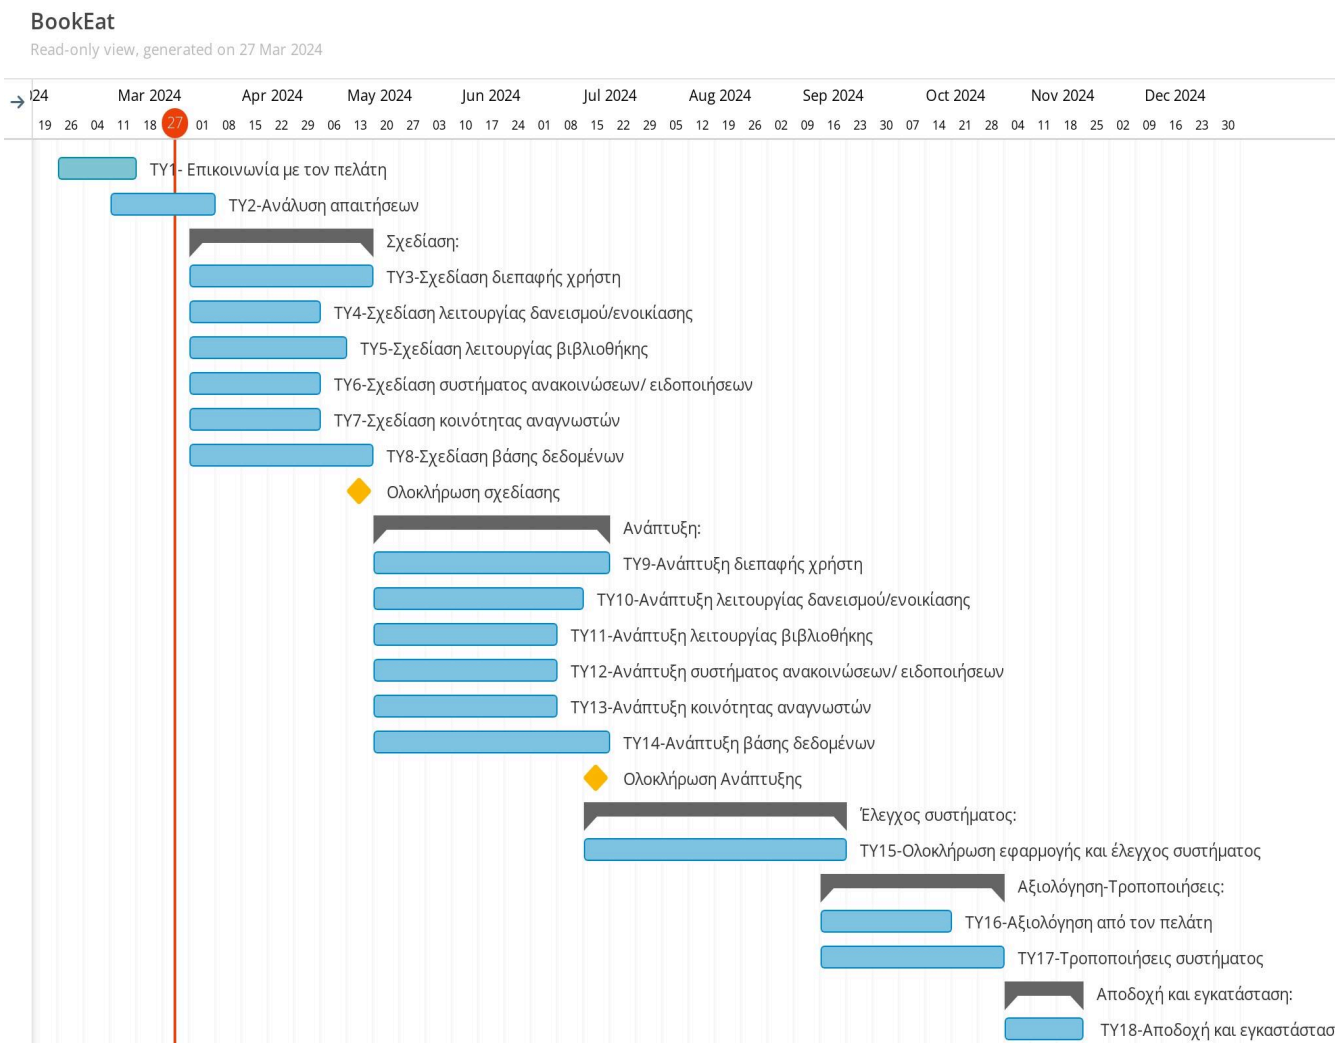 BookEat
Read-only view, generated on 27 Mar 2024
24 Mar 2024 Apr 2024 May 2024 Jun 2024 Jul 2024 Aug 2024 Sep 2024 Oct 2024 Nov 2024 Dec 2024
19 26 04 11 18 27 01 08 15 22 29 06 13 20 27 03 10 17 24 01 08 15 22 29 05 12 19 26 02 09 16 23 30 07 14 21 28 04 11 18 25 02 09 16 23 30
ΤΥ1- Επικοινωνία με τον πελάτη
ΤΥ2-Ανάλυση απαιτήσεων
Σχεδίαση:
ΤΥ3-Σχεδίαση διεπαφής χρήστη
ΤΥ4-Σχεδίαση λειτουργίας δανεισμού/ενοικίασης
ΤΥ5-Σχεδίαση λειτουργίας βιβλιοθήκης
ΤΥ6-Σχεδίαση συστήματος ανακοινώσεων/ ειδοποιήσεων
ΤΥ7-Σχεδίαση κοινότητας αναγνωστών
ΤΥ8-Σχεδίαση βάσης δεδομένων
Ολοκλήρωση σχεδίασης
Ανάπτυξη:
ΤΥ9-Ανάπτυξη διεπαφής χρήστη
ΤΥ10-Ανάπτυξη λειτουργίας δανεισμού/ενοικίασης
ΤΥ11-Ανάπτυξη λειτουργίας βιβλιοθήκης
ΤΥ12-Ανάπτυξη συστήματος ανακοινώσεων/ ειδοποιήσεων
ΤΥ13-Ανάπτυξη κοινότητας αναγνωστών
ΤΥ14-Ανάπτυξη βάσης δεδομένων
Ολοκλήρωση Ανάπτυξης
Έλεγχος συστήματος:
ΤΥ15-Ολοκλήρωση εφαρμογής και έλεγχος συστήματος
Αξιολόγηση-Τροποποιήσεις:
ΤΥ16-Αξιολόγηση από τον πελάτη
ΤΥ17-Τροποποιήσεις συστήματος
Αποδοχή και εγκατάσταση:
ΤΥ18-Αποδοχή και εγκαστάστασ